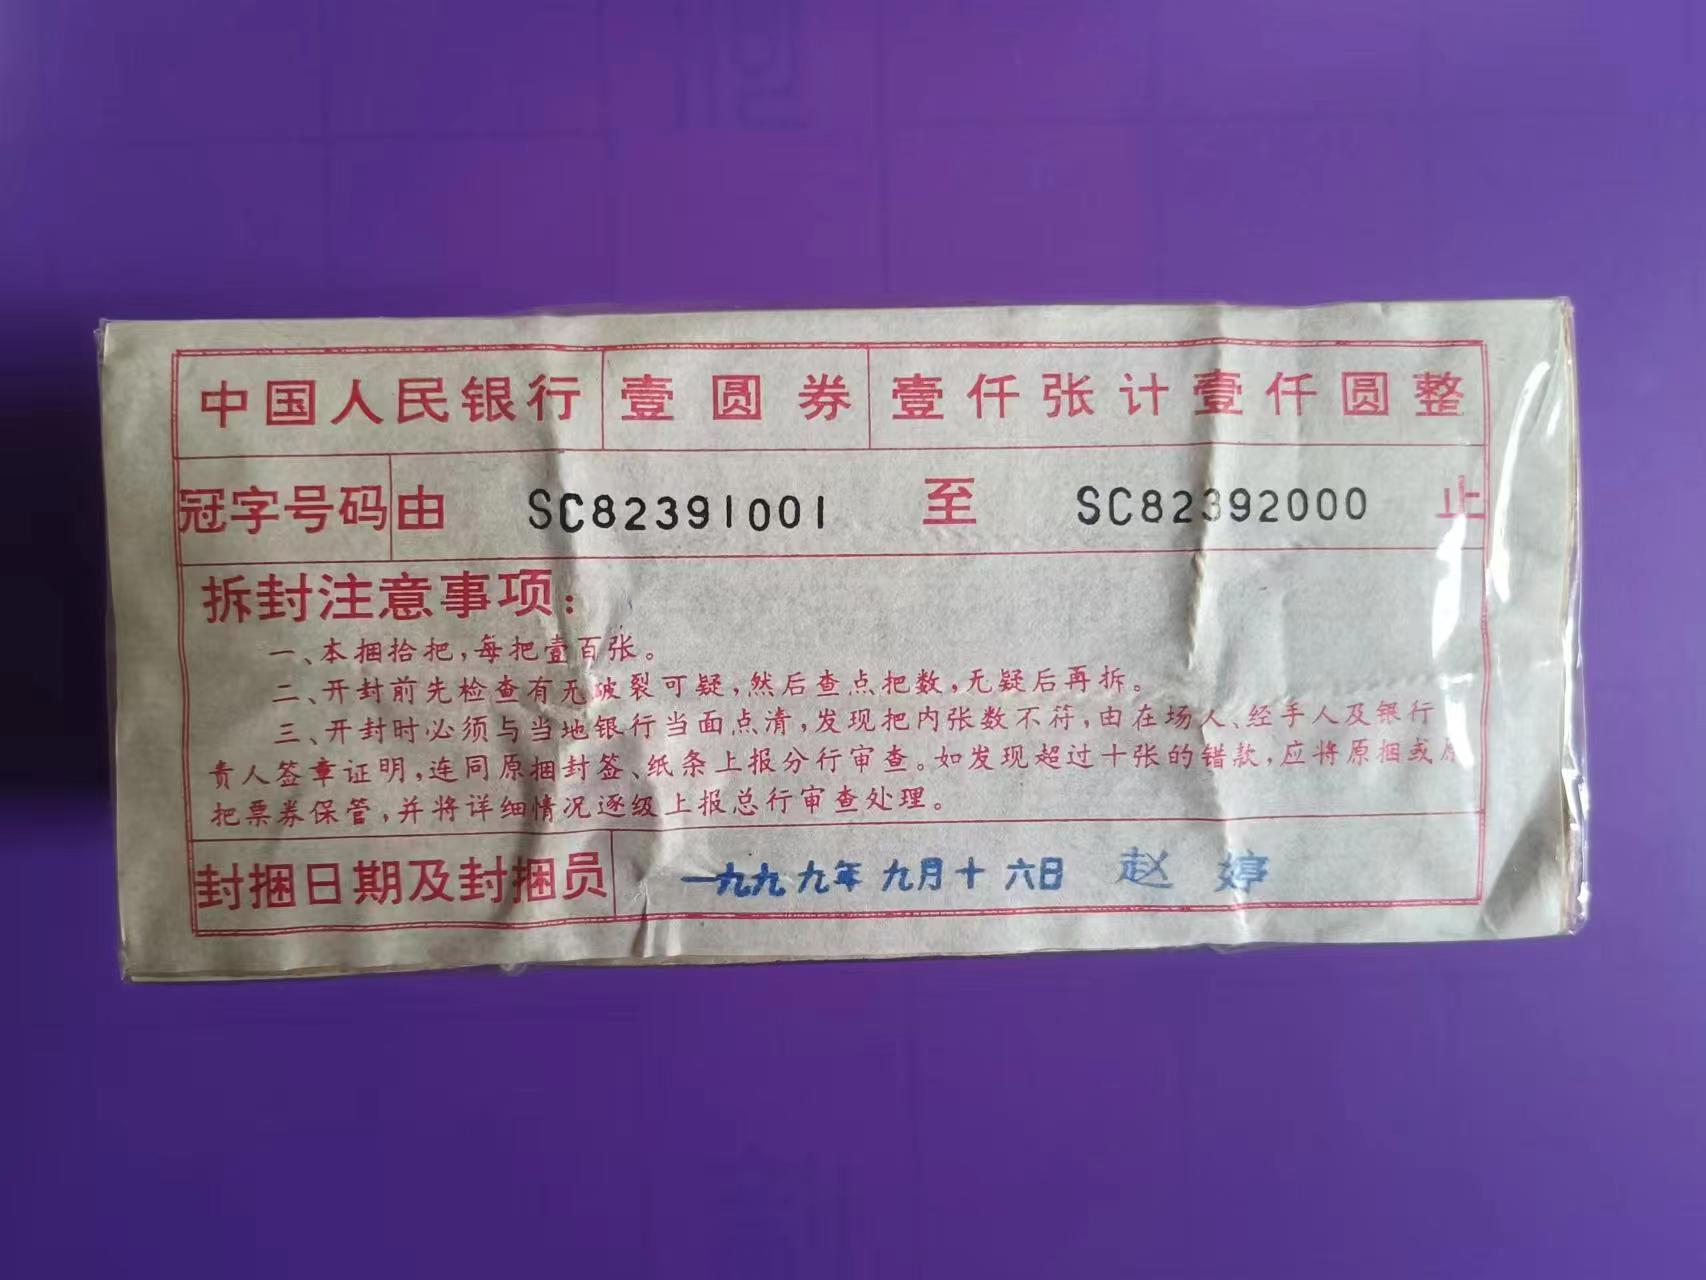 中国人民银行 壹圆券 壹仟张计壹仟圆整
冠字号码 由 SC82391001 至 SC82392000 止
拆封注意事项：
一、本捆拾把，每把壹百张。
二、开封前先检查有无破裂可疑，然后查点把数，无疑后再拆。
三、开封时必须与当地银行当面点清，发现把内张数不符，由在场人、经手人及银行
责人签章证明，连同原捆封签、纸条上报分行审查。如发现超过十张的错款，应将原捆或原
把票券保管，并将详细情况逐级上报总行审查处理。
封捆日期及封捆员 一九九九年九月十六日 赵婷